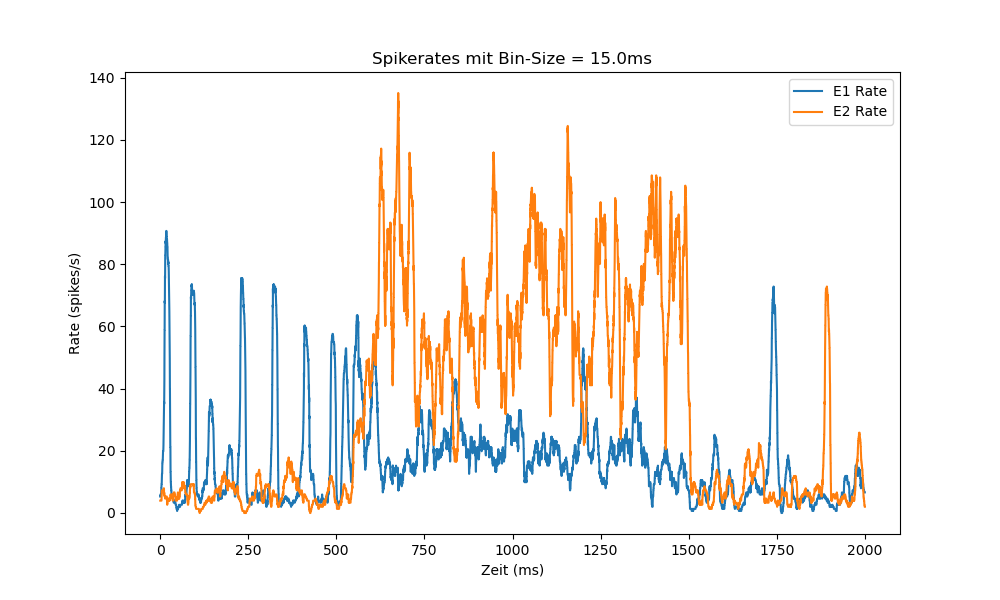 Spikerates mit Bin-Size = 15.0ms
E1 Rate
E2 Rate
Rate (spikes/s)
140
120
100
80
60
40
20
0
0 250 500 750 1000 1250 1500 1750 2000
Zeit (ms)